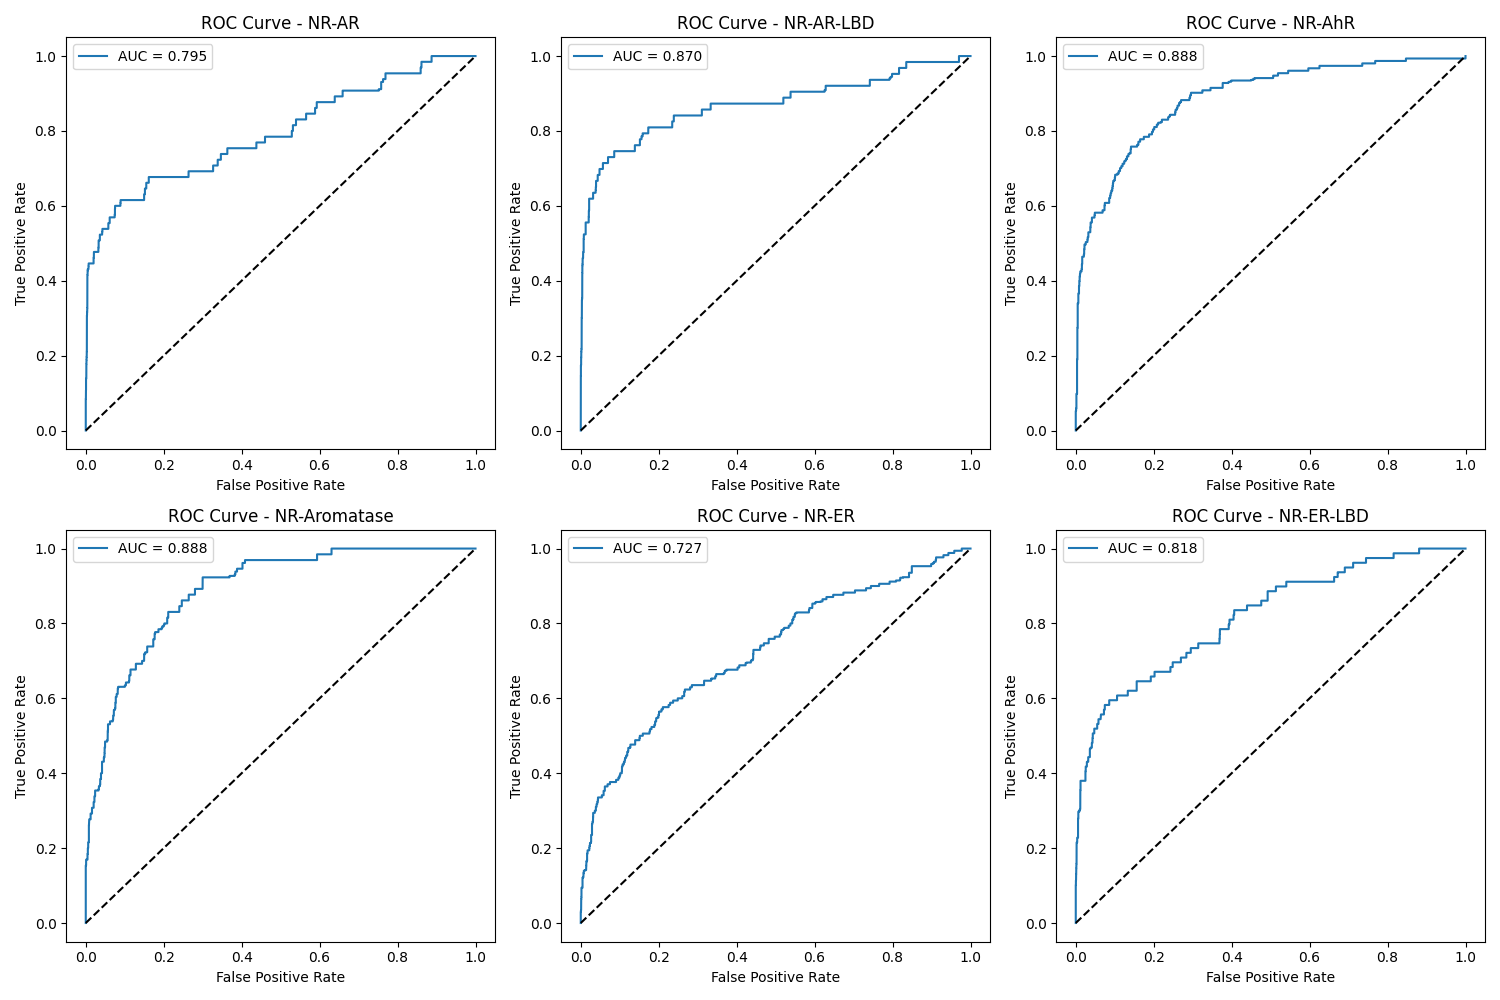 ROC Curve - NR-AR
AUC = 0.795
1.0
0.8
0.6
0.4
0.2
0.0
True Positive Rate
0.0 0.2 0.4 0.6 0.8 1.0
False Positive Rate
ROC Curve - NR-AR-LBD
AUC = 0.870
1.0
0.8
0.6
0.4
0.2
0.0
True Positive Rate
0.0 0.2 0.4 0.6 0.8 1.0
False Positive Rate
ROC Curve - NR-AhR
AUC = 0.888
1.0
0.8
0.6
0.4
0.2
0.0
True Positive Rate
0.0 0.2 0.4 0.6 0.8 1.0
False Positive Rate
ROC Curve - NR-Aromatase
AUC = 0.888
1.0
0.8
0.6
0.4
0.2
0.0
True Positive Rate
0.0 0.2 0.4 0.6 0.8 1.0
False Positive Rate
ROC Curve - NR-ER
AUC = 0.727
1.0
0.8
0.6
0.4
0.2
0.0
True Positive Rate
0.0 0.2 0.4 0.6 0.8 1.0
False Positive Rate
ROC Curve - NR-ER-LBD
AUC = 0.818
1.0
0.8
0.6
0.4
0.2
0.0
True Positive Rate
0.0 0.2 0.4 0.6 0.8 1.0
False Positive Rate